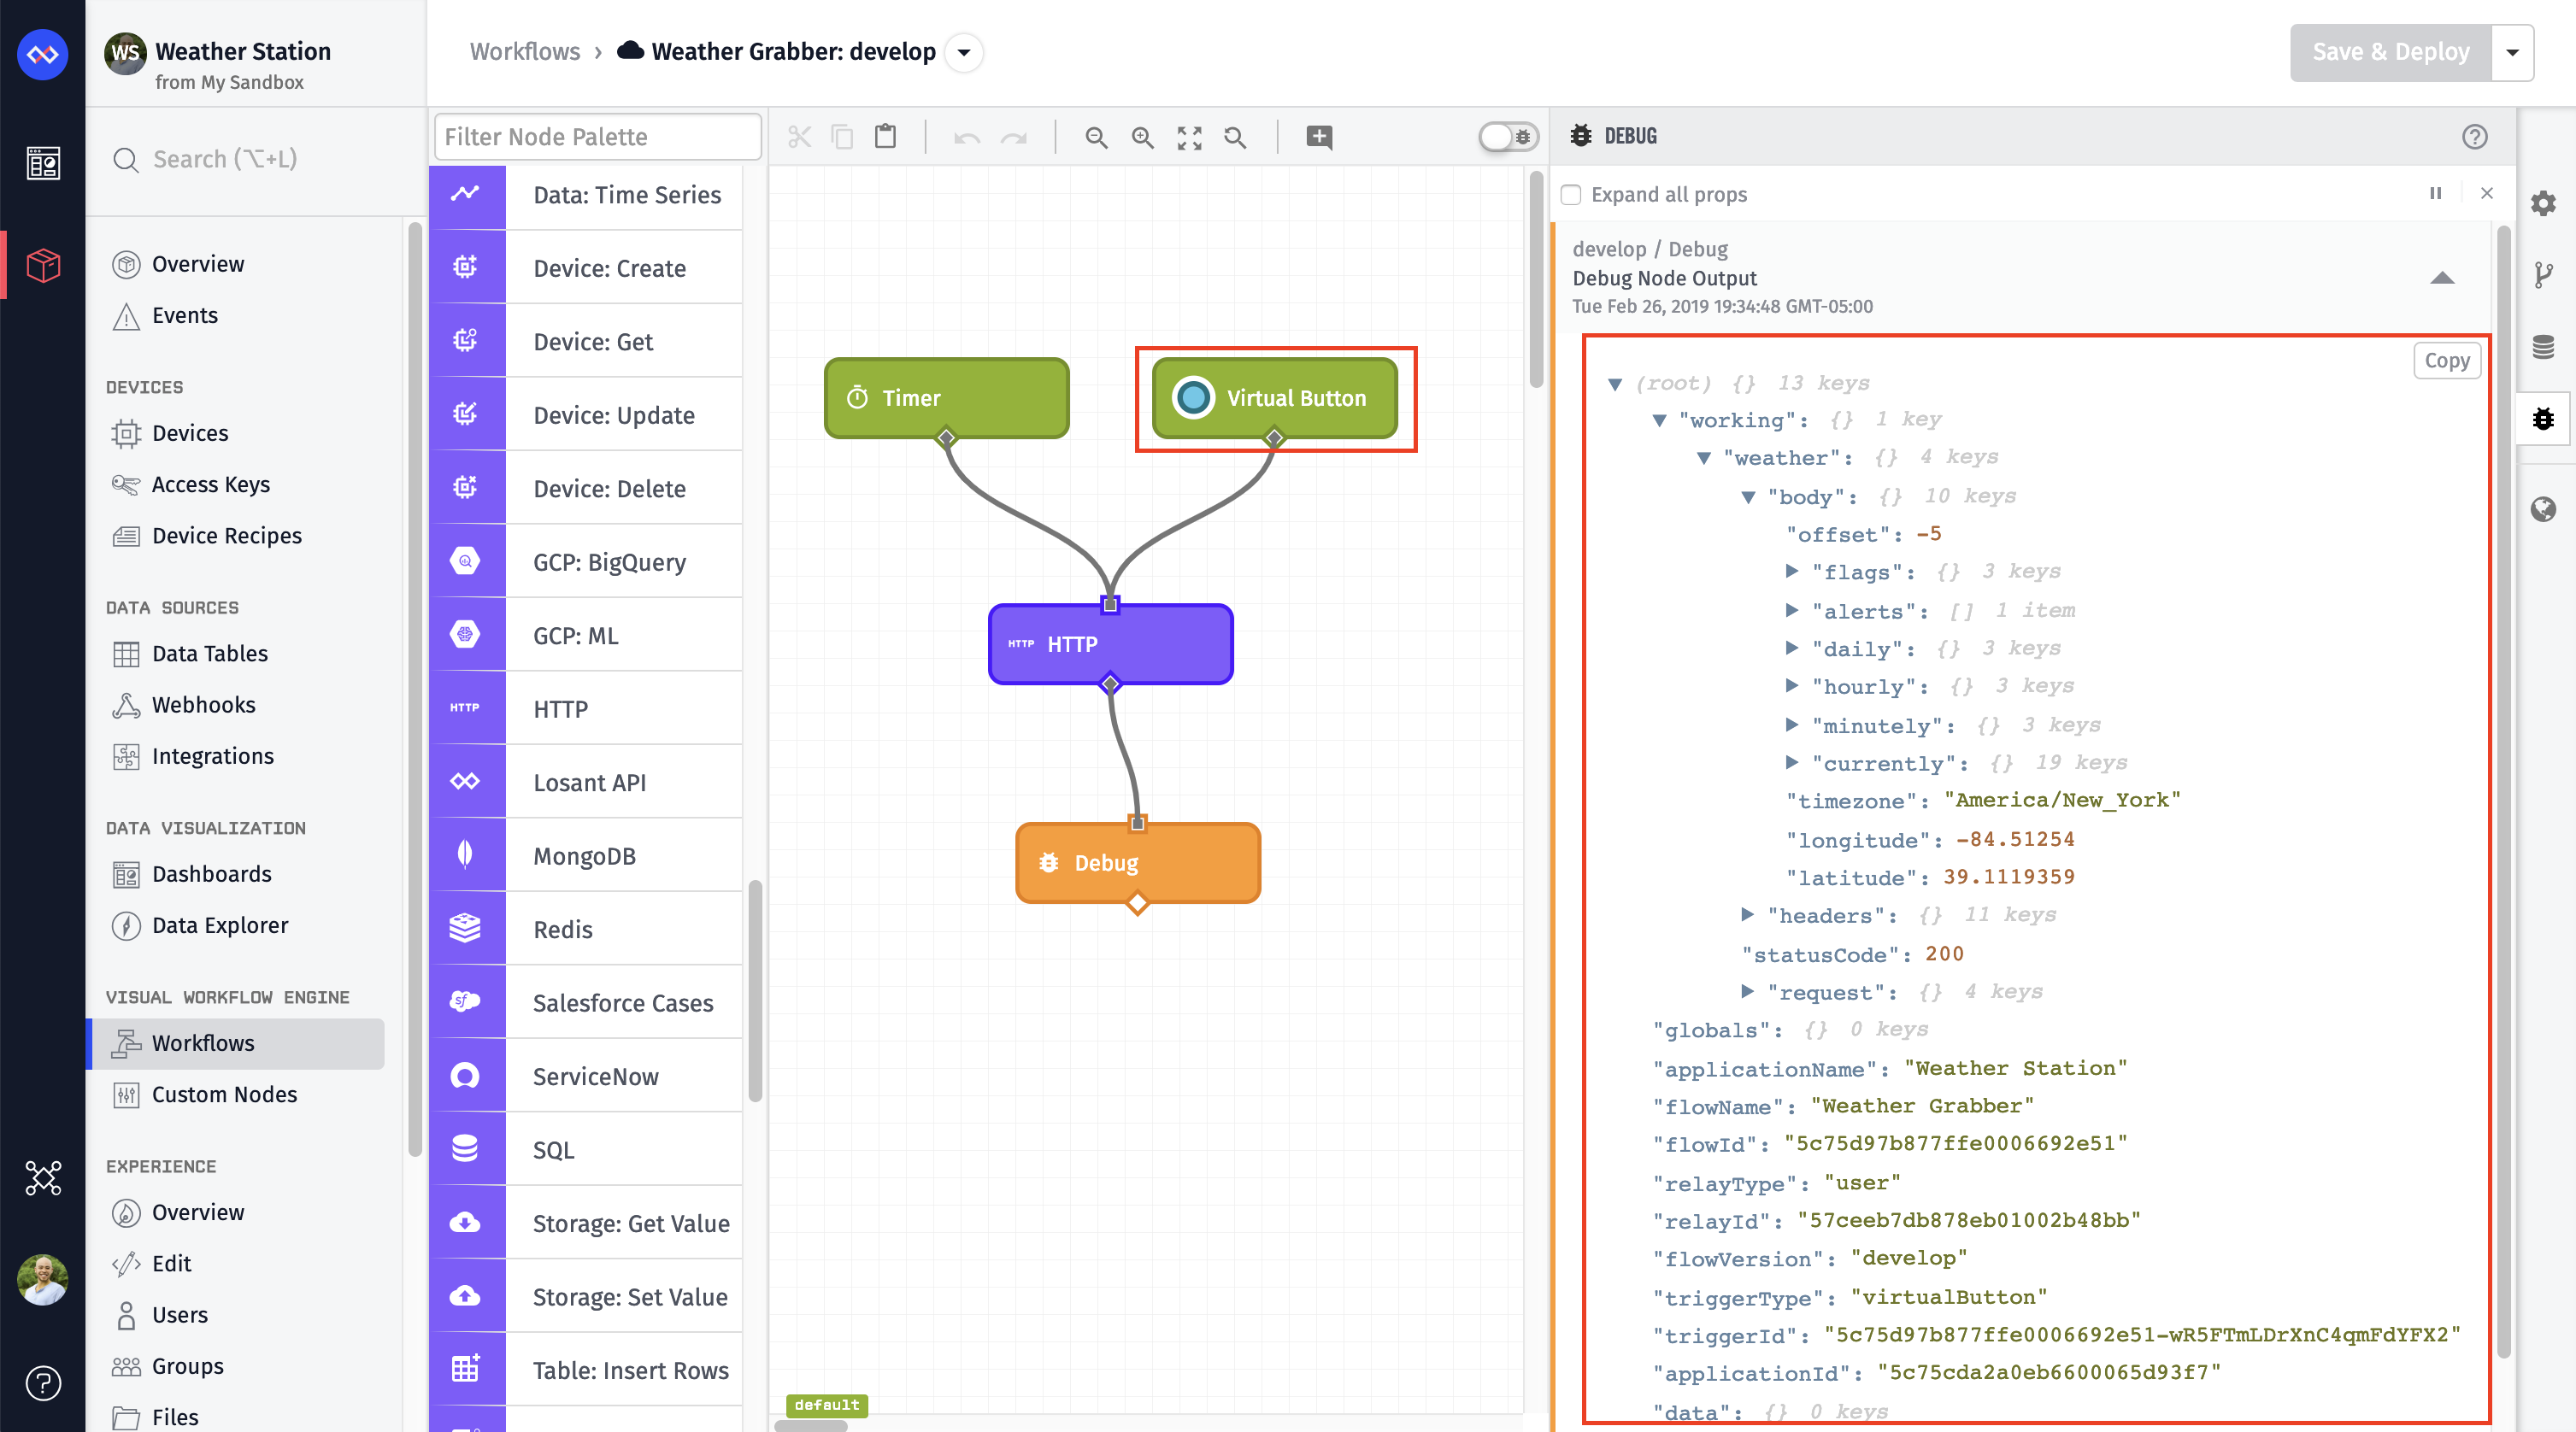 WS
Weather Station
from My Sandbox
Workflows › Weather Grabber: develop
Save & Deploy
Search (⌥+L)
Overview
Events
DEVICES
Devices
Access Keys
Device Recipes
DATA SOURCES
Data Tables
Webhooks
Integrations
DATA VISUALIZATION
Dashboards
Data Explorer
VISUAL WORKFLOW ENGINE
Workflows
Custom Nodes
EXPERIENCE
Overview
Edit
Users
Groups
Files
?
Filter Node Palette
Data: Time Series
Device: Create
Device: Get
Device: Update
Device: Delete
GCP: BigQuery
GCP: ML
HTTP HTTP
Losant API
MongoDB
Redis
sf Salesforce Cases
ServiceNow
SQL
Storage: Get Value
Storage: Set Value
Table: Insert Rows
Timer
Virtual Button
HTTP HTTP
Debug
default
DEBUG
?
Expand all props
develop / Debug
Debug Node Output
Tue Feb 26, 2019 19:34:48 GMT-05:00
Copy
(root) {} 13 keys
"working": {} 1 key
"weather": {} 4 keys
"body": {} 10 keys
"offset": -5
"flags": {} 3 keys
"alerts": [] 1 item
"daily": {} 3 keys
"hourly": {} 3 keys
"minutely": {} 3 keys
"currently": {} 19 keys
"timezone": "America/New_York"
"longitude": -84.51254
"latitude": 39.1119359
"headers": {} 11 keys
"statusCode": 200
"request": {} 4 keys
"globals": {} 0 keys
"applicationName": "Weather Station"
"flowName": "Weather Grabber"
"flowId": "5c75d97b877ffe0006692e51"
"relayType": "user"
"relayId": "57ceeb7db878eb01002b48bb"
"flowVersion": "develop"
"triggerType": "virtualButton"
"triggerId": "5c75d97b877ffe0006692e51-wR5FTmLDrXnC4qmFdYFX2"
"applicationId": "5c75cda2a0eb6600065d93f7"
"data": {} 0 keys